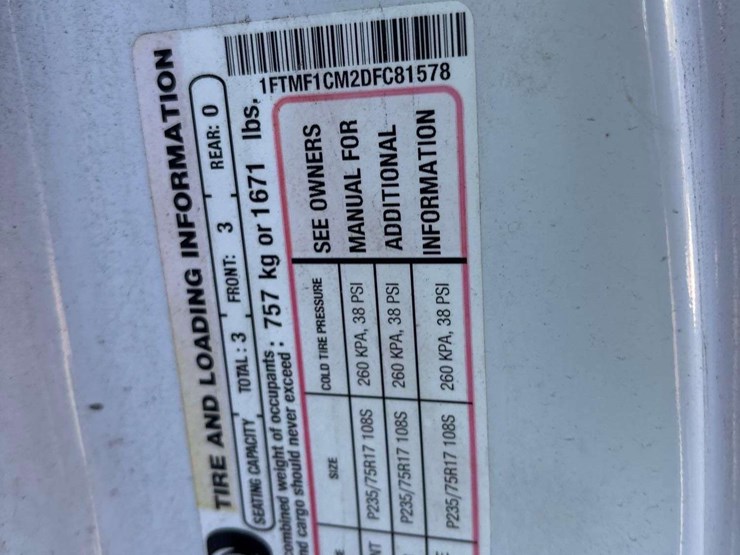 TIRE AND LOADING INFORMATION
SEATING CAPACITY TOTAL: 3 FRONT: 3 REAR: 0
ombined weight of occupants : 757 kg or 1671 lbs.
nd cargo should never exceed :
1FTMF1CM2DFC81578
SIZE COLD TIRE PRESSURE
P235/75R17 108S 260 KPA, 38 PSI
P235/75R17 108S 260 KPA, 38 PSI
P235/75R17 108S 260 KPA, 38 PSI
SEE OWNERS
MANUAL FOR
ADDITIONAL
INFORMATION